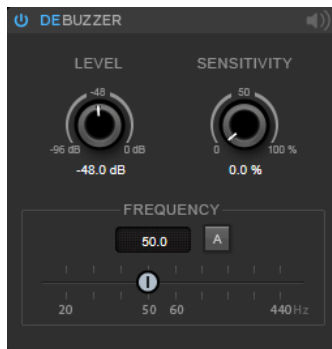 DEBUZZER
LEVEL SENSITIVITY
-48 50
-96 dB 0 dB 0 100 %
-48.0 dB 0.0 %
FREQUENCY
50.0 A
20 50 60 440 Hz